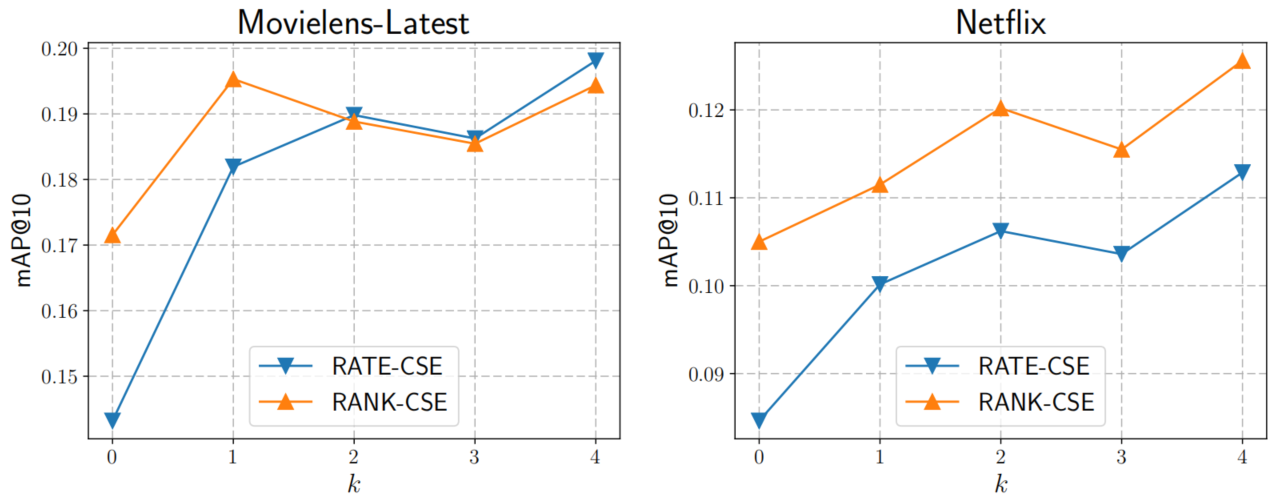 Movielens-Latest
mAP@10
0.20
0.19
0.18
0.17
0.16
0.15
RATE-CSE
RANK-CSE
0 1 2 3 4
k
Netflix
mAP@10
0.12
0.11
0.10
0.09
RATE-CSE
RANK-CSE
0 1 2 3 4
k